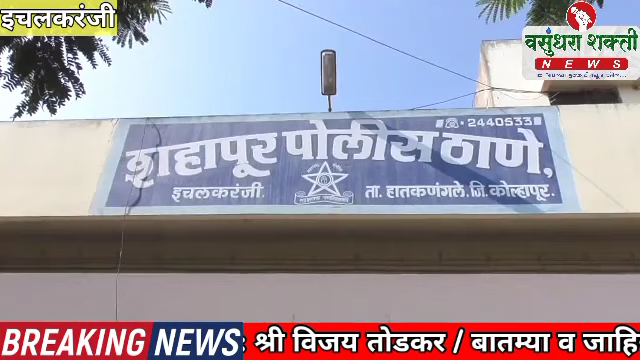 इचलकरंजी
वसुंधरा शक्ती
NEWS
☎-2440533
शहापूर पोलीस ठाणे,
इचलकरंजी. ता. हातकणंगले. जि. कोल्हापूर.
BREAKING NEWS : श्री विजय तोडकर / बातम्या व जाहि